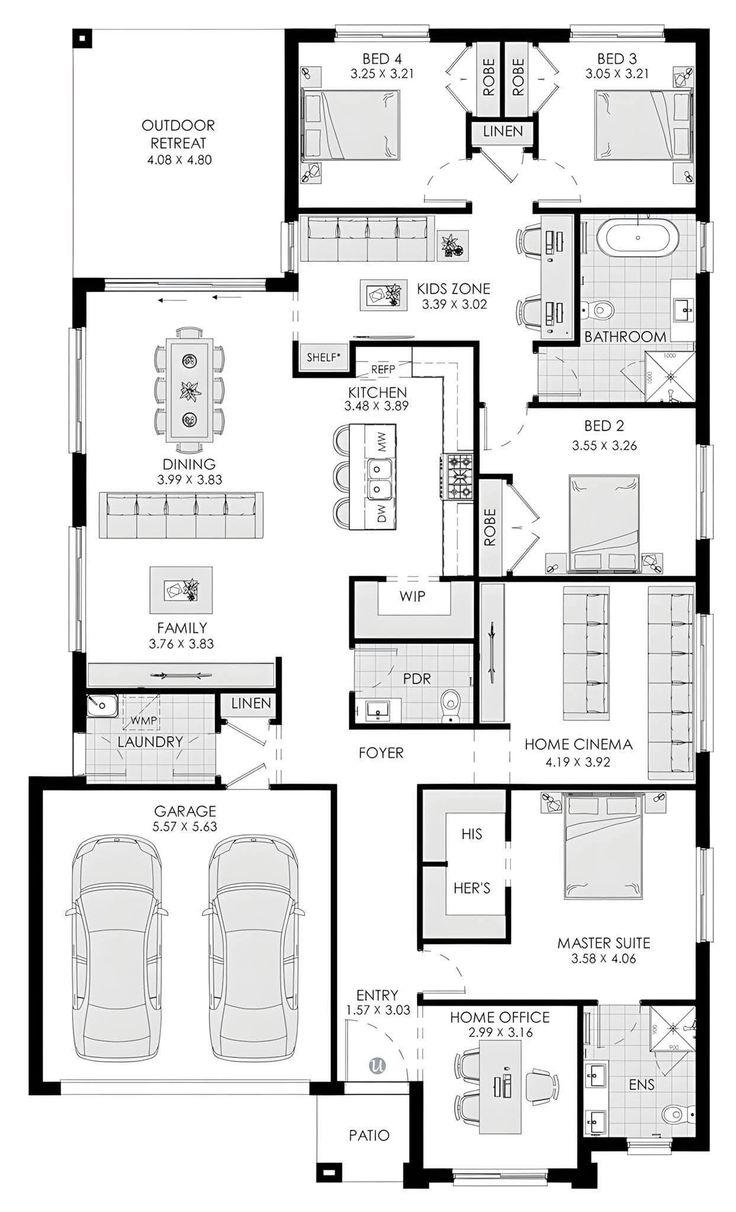 BED 4
3.25 X 3.21
ROBE
ROBE
BED 3
3.05 X 3.21
LINEN
OUTDOOR
RETREAT
4.08 X 4.80
KIDS ZONE
3.39 X 3.02
BATHROOM
1000
1000
SHELF*
REFP
KITCHEN
3.48 X 3.89
MW
DW
DINING
3.99 X 3.83
BED 2
3.55 X 3.26
ROBE
WIP
FAMILY
3.76 X 3.83
PDR
LINEN
WMP
LAUNDRY
FOYER
HOME CINEMA
4.19 X 3.92
GARAGE
5.57 X 5.63
HIS
HER'S
MASTER SUITE
3.58 X 4.06
ENTRY
1.57 X 3.03
HOME OFFICE
2.99 X 3.16
900
900
ENS
u
PATIO